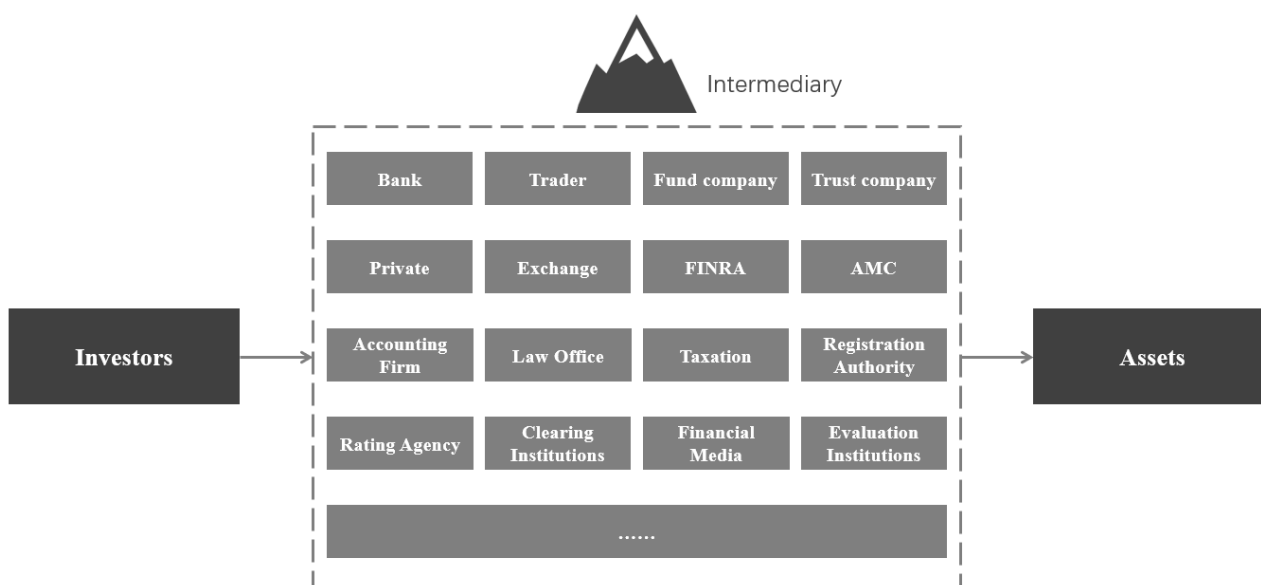 Intermediary
Bank
Trader
Fund company
Trust company
Private
Exchange
FINRA
AMC
Investors
Accounting
Firm
Law Office
Taxation
Registration
Authority
Assets
Rating Agency
Clearing
Institutions
Financial
Media
Evaluation
Institutions
......